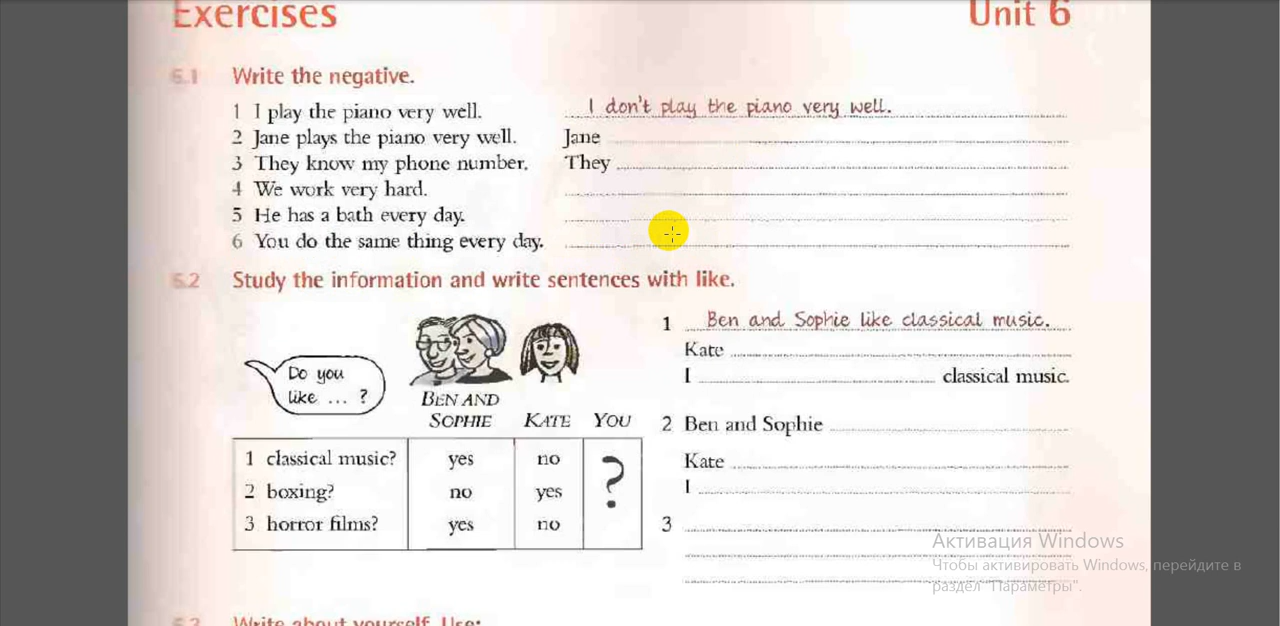 Exercises Unit 6
6.1 Write the negative.
1 I play the piano very well. I don't play the piano very well.
2 Jane plays the piano very well. Jane
3 They know my phone number. They
4 We work very hard.
5 He has a bath every day.
6 You do the same thing every day.
6.2 Study the information and write sentences with like.
Do you
like ... ?
BEN AND
SOPHIE KATE YOU
1 classical music? yes no ?
2 boxing? no yes
3 horror films? yes no
1 Ben and Sophie like classical music.
Kate
I classical music.
2 Ben and Sophie
Kate
I
3
Активация Windows
Чтобы активировать Windows, перейдите в
раздел "Параметры".
Write about yourself. Use: